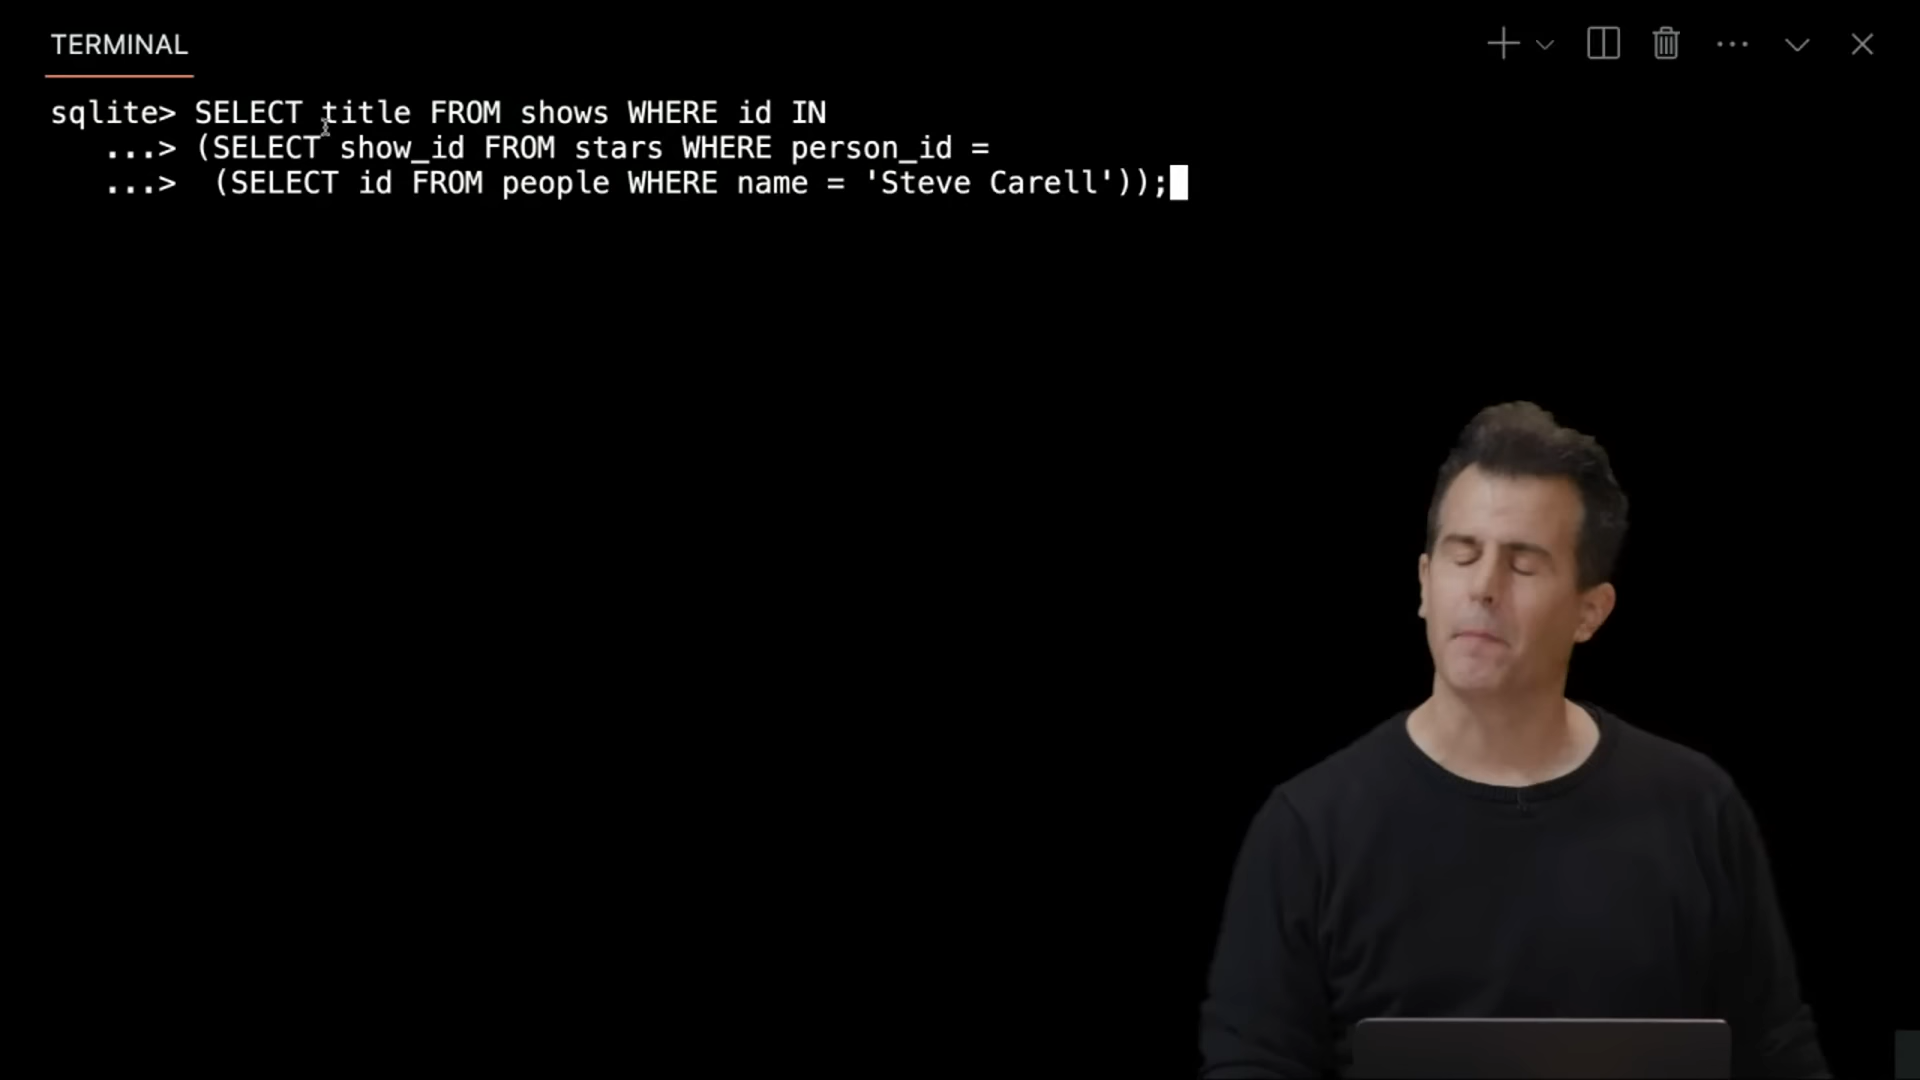 TERMINAL
sqlite> SELECT title FROM shows WHERE id IN
...> (SELECT show_id FROM stars WHERE person_id =
...> (SELECT id FROM people WHERE name = 'Steve Carell'));